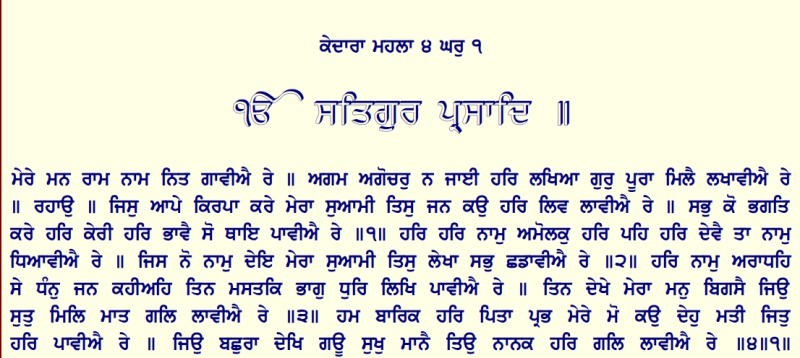 ਕੇਦਾਰਾ ਮਹਲਾ ੪ ਘਰੁ ੧
ੴ ਸਤਿਗੁਰ ਪ੍ਰਸਾਦਿ ॥
ਮੇਰੇ ਮਨ ਰਾਮ ਨਾਮ ਨਿਤ ਗਾਵੀਐ ਰੇ ॥ ਅਗਮ ਅਗੋਚਰੁ ਨ ਜਾਈ ਹਰਿ ਲਖਿਆ ਗੁਰੁ ਪੂਰਾ ਮਿਲੈ ਲਖਾਵੀਐ ਰੇ
॥ ਰਹਾਉ ॥ ਜਿਸੁ ਆਪੇ ਕਿਰਪਾ ਕਰੇ ਮੇਰਾ ਸੁਆਮੀ ਤਿਸੁ ਜਨ ਕਉ ਹਰਿ ਲਿਵ ਲਾਵੀਐ ਰੇ ॥ ਸਭੁ ਕੋ ਭਗਤਿ
ਕਰੇ ਹਰਿ ਕੇਰੀ ਹਰਿ ਭਾਵੈ ਸੋ ਥਾਇ ਪਾਵੀਐ ਰੇ ॥੧॥ ਹਰਿ ਹਰਿ ਨਾਮੁ ਅਮੋਲਕੁ ਹਰਿ ਪਹਿ ਹਰਿ ਦੇਵੈ ਤਾ ਨਾਮੁ
ਧਿਆਵੀਐ ਰੇ ॥ ਜਿਸ ਨੋ ਨਾਮੁ ਦੇਇ ਮੇਰਾ ਸੁਆਮੀ ਤਿਸੁ ਲੇਖਾ ਸਭੁ ਛਡਾਵੀਐ ਰੇ ॥੨॥ ਹਰਿ ਨਾਮੁ ਅਰਾਧਹਿ
ਸੇ ਧੰਨੁ ਜਨ ਕਹੀਅਹਿ ਤਿਨ ਮਸਤਕਿ ਭਾਗੁ ਧੁਰਿ ਲਿਖਿ ਪਾਵੀਐ ਰੇ ॥ ਤਿਨ ਦੇਖੇ ਮੇਰਾ ਮਨੁ ਬਿਗਸੈ ਜਿਉ
ਸੁਤੁ ਮਿਲਿ ਮਾਤ ਗਲਿ ਲਾਵੀਐ ਰੇ ॥੩॥ ਹਮ ਬਾਰਿਕ ਹਰਿ ਪਿਤਾ ਪ੍ਰਭ ਮੇਰੇ ਮੋ ਕਉ ਦੇਹੁ ਮਤੀ ਜਿਤੁ
ਹਰਿ ਪਾਵੀਐ ਰੇ ॥ ਜਿਉ ਬਛੁਰਾ ਦੇਖਿ ਗਊ ਸੁਖੁ ਮਾਨੈ ਤਿਉ ਨਾਨਕ ਹਰਿ ਗਲਿ ਲਾਵੀਐ ਰੇ ॥੪॥੧॥